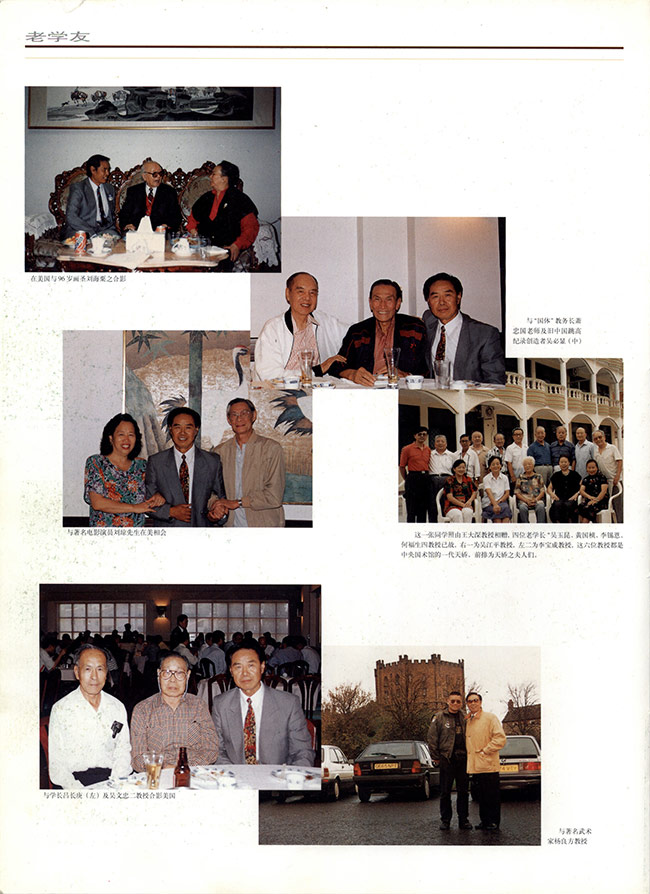 老学友
在美国与96岁画圣刘海粟之合影
与“国体”教务长萧
忠国老师及旧中国跳高
纪录创造者吴必显（中）
与著名电影演员刘琼先生在美相会
这一张同学照由王大深教授相赠，四位老学长“吴玉昆、黄国桢、李锡恩、
何福生四教授已故。右一为吴江平教授。左二为李宝成教授。这六位教授都是
中央国术馆的一代天骄。前排为天骄之夫人们。
与学长吕长庚（左）及吴文忠二教授合影美国
与著名武术
家杨良方教授